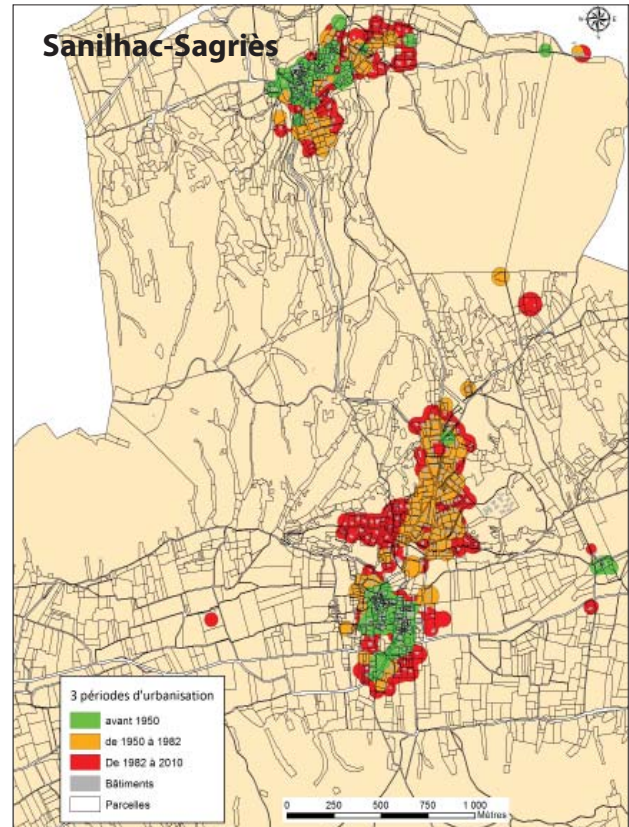 Sanilhac-Sagriès
N
E
3 périodes d'urbanisation
avant 1950
de 1950 à 1982
De 1982 à 2010
Bâtiments
Parcelles
0 250 500 750 1 000
Mètres